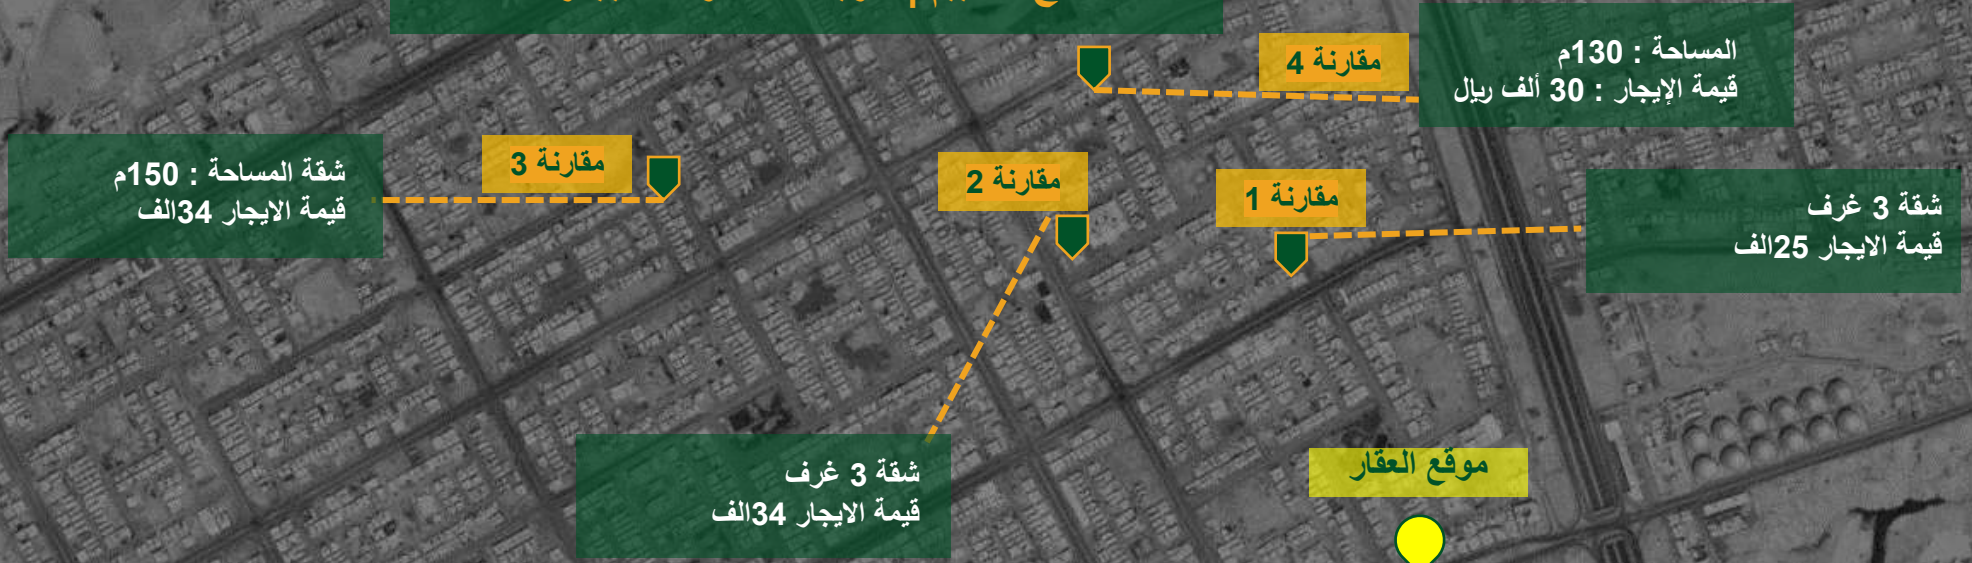 مقارنة 4
المساحة : 130م
قيمة الإيجار : 30 ألف ريال
مقارنة 3
شقة المساحة : 150م
قيمة الايجار 34الف
مقارنة 2
مقارنة 1
شقة 3 غرف
قيمة الايجار 25الف
شقة 3 غرف
قيمة الايجار 34الف
موقع العقار